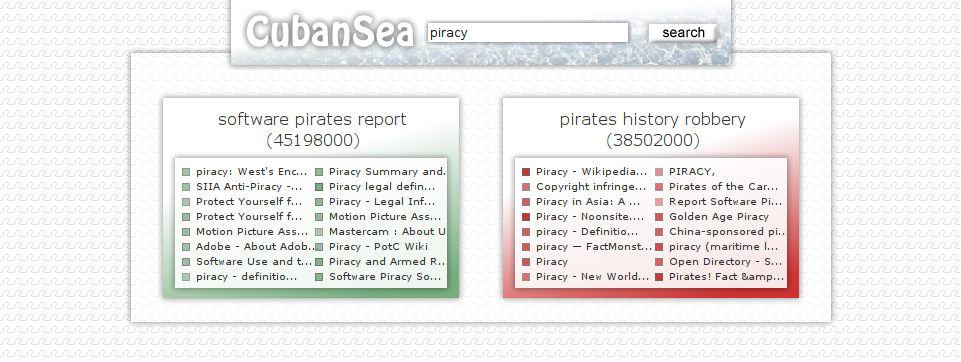 CubanSea
piracy
search
software pirates report
(45198000)
piracy: West's Enc...
SIIA Anti-Piracy -...
Protect Yourself f...
Protect Yourself f...
Motion Picture Ass...
Adobe - About Adob...
Software Use and t...
piracy - definitio...
Piracy Summary and...
Piracy legal defin...
Piracy - Legal Inf...
Motion Picture Ass...
Mastercam : About U
Piracy - PotC Wiki
Piracy and Armed R...
Software Piracy So...
pirates history robbery
(38502000)
Piracy - Wikipedia...
Copyright infringe...
Piracy in Asia: A ...
Piracy - Noonsite....
piracy - Definitio...
piracy — FactMonst...
Piracy
Piracy - New World...
PIRACY,
Pirates of the Car...
Report Software Pi...
Golden Age Piracy
China-sponsored pi...
piracy (maritime l...
Open Directory - S...
Pirates! Fact &amp...